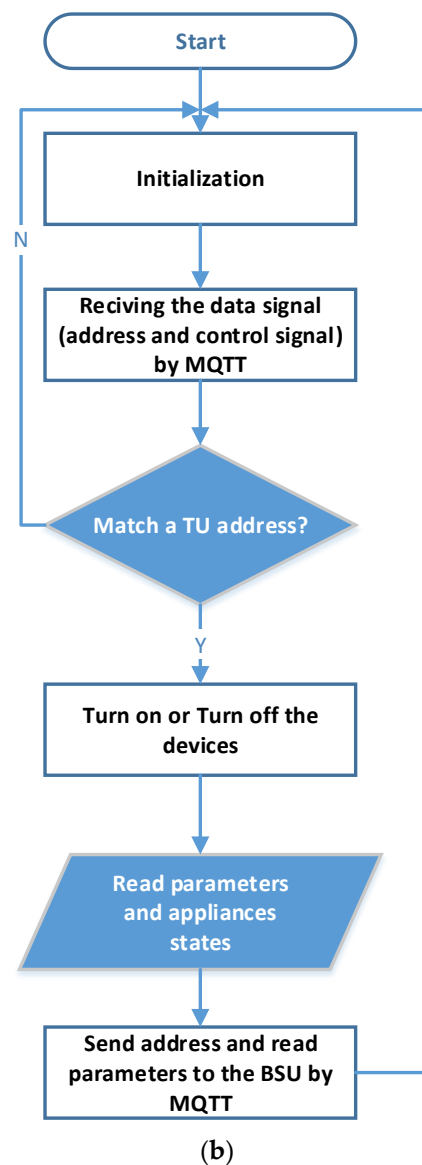 Start
Initialization
N
Reciving the data signal
(address and control signal)
by MQTT
Match a TU address?
Y
Turn on or Turn off the
devices
Read parameters
and appliances
states
Send address and read
parameters to the BSU by
MQTT
(b)